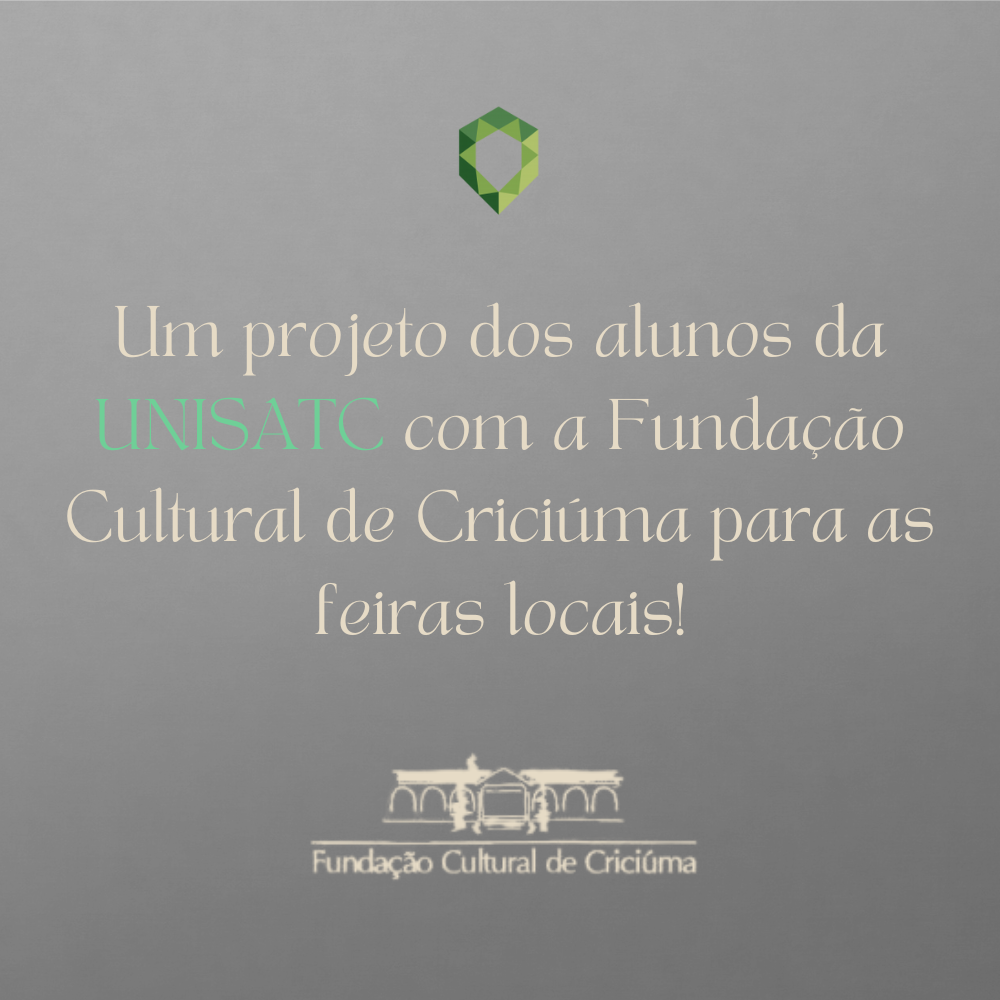 Um projeto dos alunos da
UNISATC com a Fundação
Cultural de Criciúma para as
feiras locais!
Fundação Cultural de Criciúma